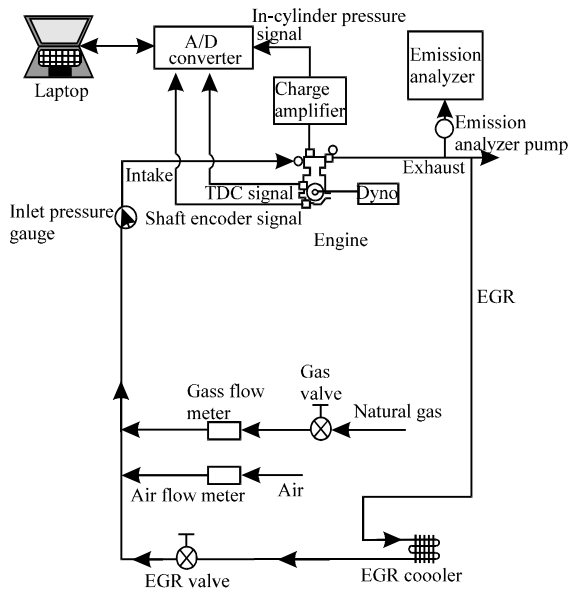 In-cylinder pressure
signal
A/D
converter
Laptop
Emission
analyzer
Charge
amplifier
Emission
analyzer pump
Exhaust
Intake
TDC signal
Dyno
Inlet pressure
gauge
Shaft encoder signal
Engine
EGR
Gas
valve
Gass flow
meter
Natural gas
Air flow meter
Air
EGR valve
EGR coooler